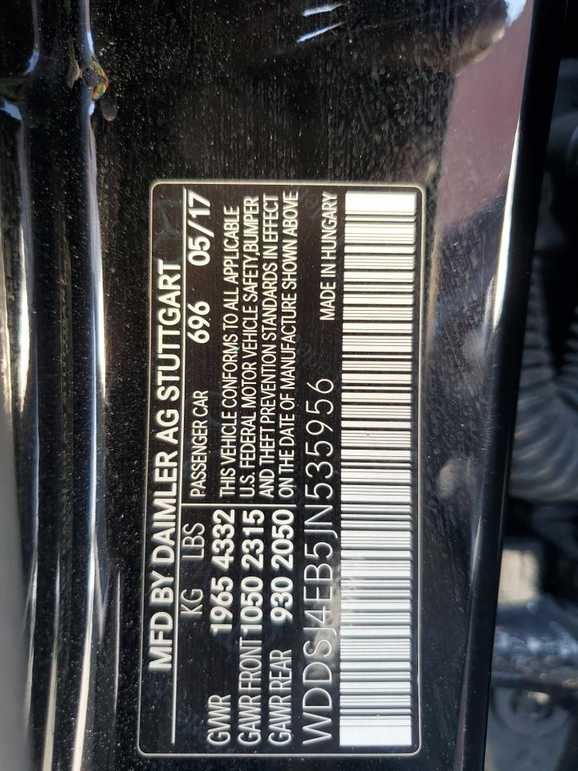 MFD BY DAIMLER AG STUTTGART
KG LBS PASSENGER CAR 696 05/17
GVWR 1965 4332 THIS VEHICLE CONFORMS TO ALL APPLICABLE
GAWR FRONT 1050 2315 U.S. FEDERAL MOTOR VEHICLE SAFETY,BUMPER
GAWR REAR 930 2050 AND THEFT PREVENTION STANDARDS IN EFFECT
ON THE DATE OF MANUFACTURE SHOWN ABOVE
WDDSJ4EB5JN535956 MADE IN HUNGARY